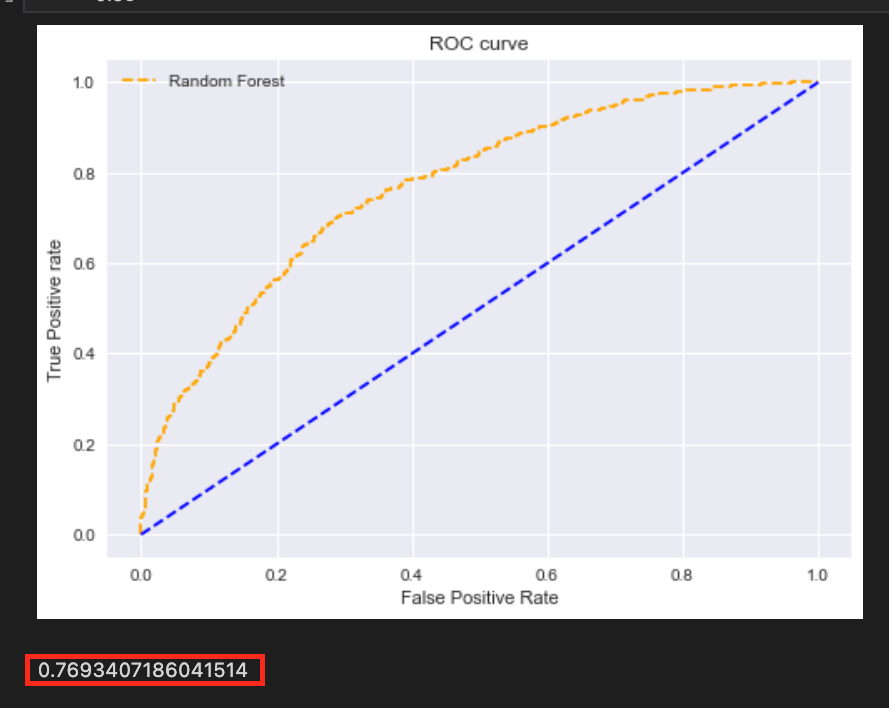 ROC curve
Random Forest
1.0
0.8
0.6
0.4
0.2
0.0
True Positive rate
0.0 0.2 0.4 0.6 0.8 1.0
False Positive Rate
0.7693407186041514